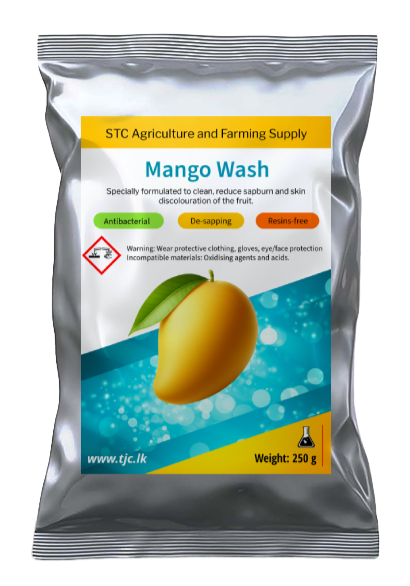 STC Agriculture and Farming Supply
Mango Wash
Specially formulated to clean, reduce sapburn and skin
discolouration of the fruit.
Antibacterial
De-sapping
Resins-free
Warning: Wear protective clothing, gloves, eye/face protection
Incompatible materials: Oxidising agents and acids.
www.tjc.lk
Weight: 250 g